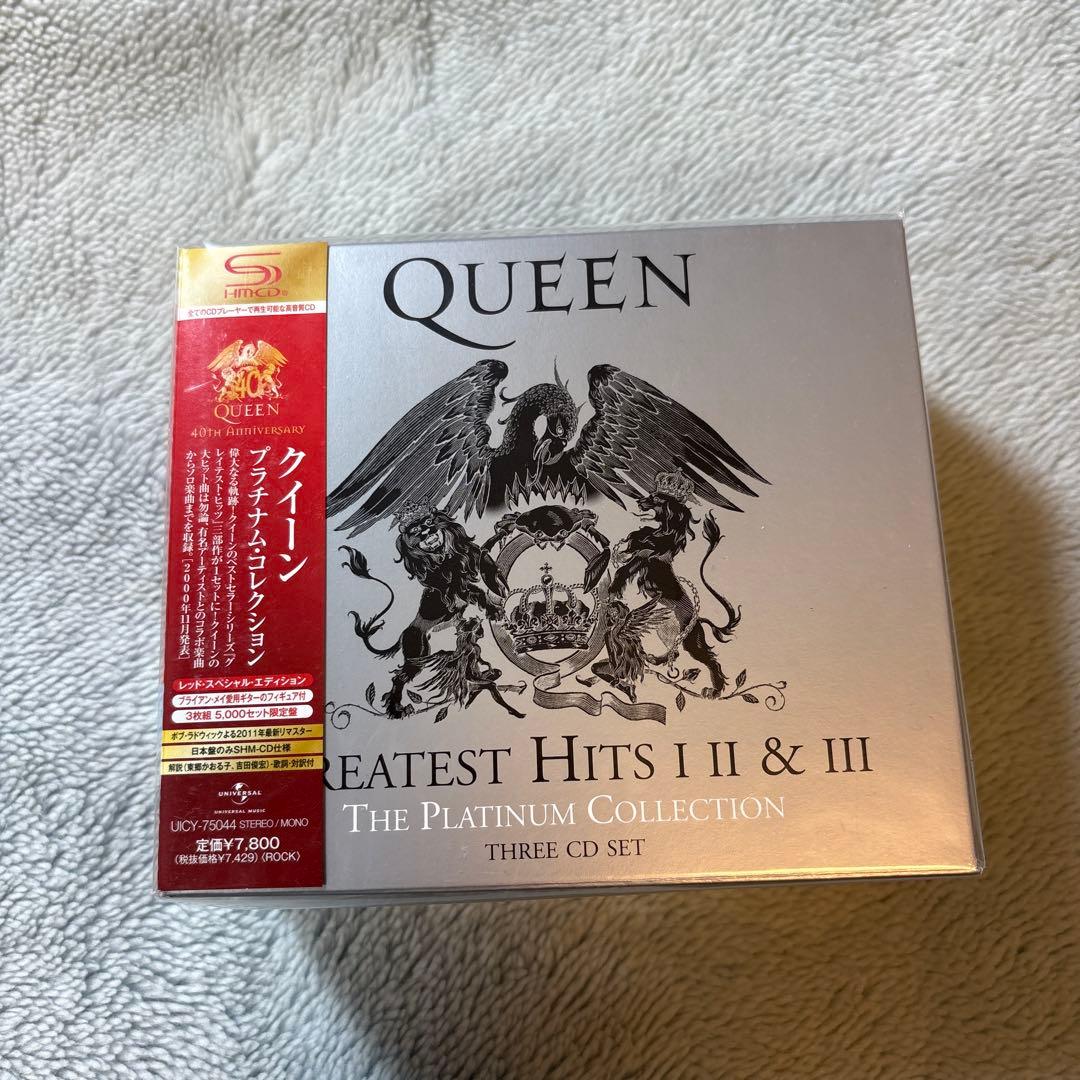 SHM-CD
全てのCDプレーヤーで再生可能な高音質CD
40
QUEEN
40TH ANNIVERSARY
クイーン
プラチナム・コレクション
偉大なる軌跡!クイーンのベストセラー・シリーズ『グ
レイテスト・ヒッツ』三部作が1セットに!クイーンの
大ヒット曲は勿論、有名アーティストとのコラボ楽曲
からソロ楽曲までを収録。[2000年11月発表]
レッド・スペシャル・エディション
ブライアン・メイ愛用ギターのフィギュア付
3枚組 5,000セット限定盤
ボブ・ラドウィックよる2011年最新リマスター
日本盤のみSHM-CD仕様
解説(東郷かおる子、吉田俊宏)・歌詞・対訳付
UNIVERSAL
UNIVERSAL MUSIC
UICY-75044 STEREO/MONO
定価¥7,800
(税抜価格¥7,429)〈ROCK〉
QUEEN
REATEST HITS I II & III
THE PLATINUM COLLECTION
THREE CD SET